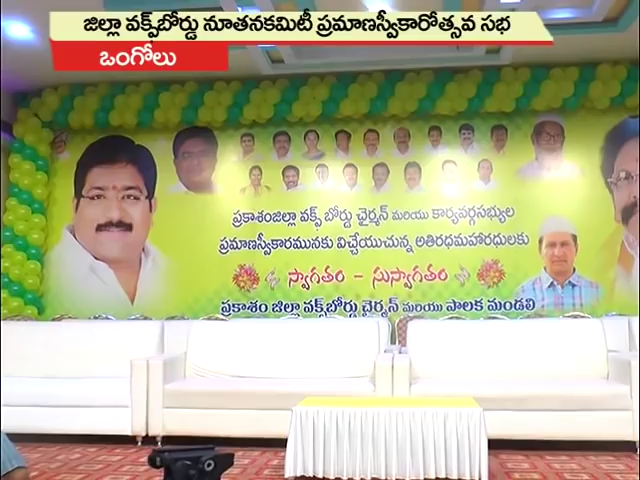 జిల్లా వక్ఫ్‌బోర్డు నూతనకమిటీ ప్రమాణస్వీకారోత్సవ సభ
ఒంగోలు
ప్రకాశంజిల్లా వక్ఫ్ బోర్డు ఛైర్మన్ మరియు కార్యవర్గసభ్యుల
ప్రమాణస్వీకారమునకు విచ్చేయుచున్న అతిరధమహారధులకు
స్వాగతం - సుస్వాగతం
ప్రకాశం జిల్లా వక్ఫ్‌బోర్డు ఛైర్మన్ మరియు పాలక మండలి